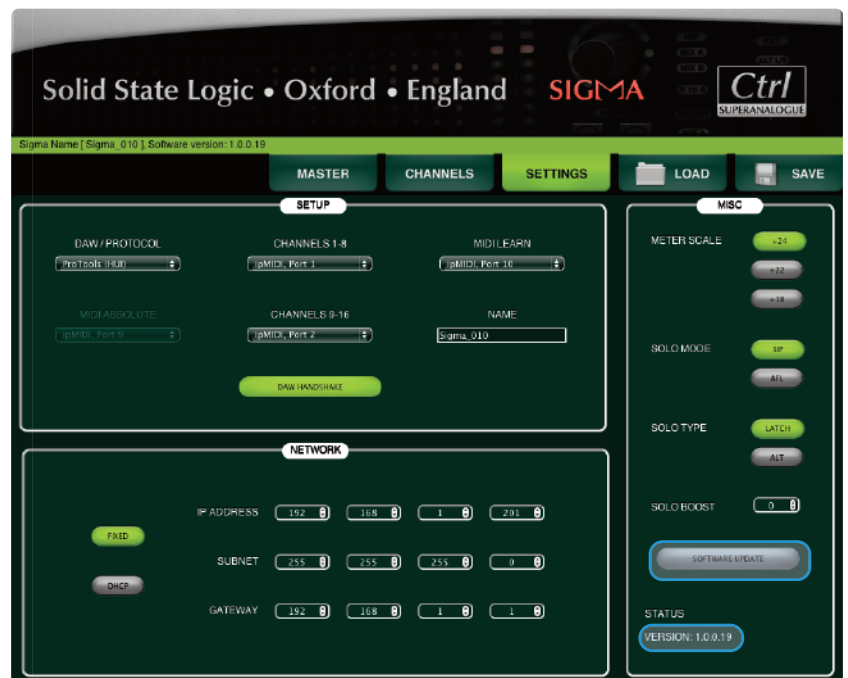 Solid State Logic • Oxford • England SIGMA Ctrl
SUPERANALOGUE
Sigma Name [ Sigma_010 ], Software version: 1.0.0.19
MASTER CHANNELS SETTINGS LOAD SAVE
SETUP
DAW / PROTOCOL CHANNELS 1-8 MIDI LEARN
ProTools (HUI) ipMIDI, Port 1 ipMIDI, Port 10
MIDI ABSOLUTE CHANNELS 9-16 NAME
ipMIDI, Port 9 ipMIDI, Port 2 Sigma_010
DAW HANDSHAKE
NETWORK
IP ADDRESS 192 168 1 201
FIXED
SUBNET 255 255 255 0
DHCP
GATEWAY 192 168 1 1
MISC
METER SCALE +24
+22
+18
SOLO MODE SIP
AFL
SOLO TYPE LATCH
ALT
SOLO BOOST 0
SOFTWARE UPDATE
STATUS
VERSION: 1.0.0.19